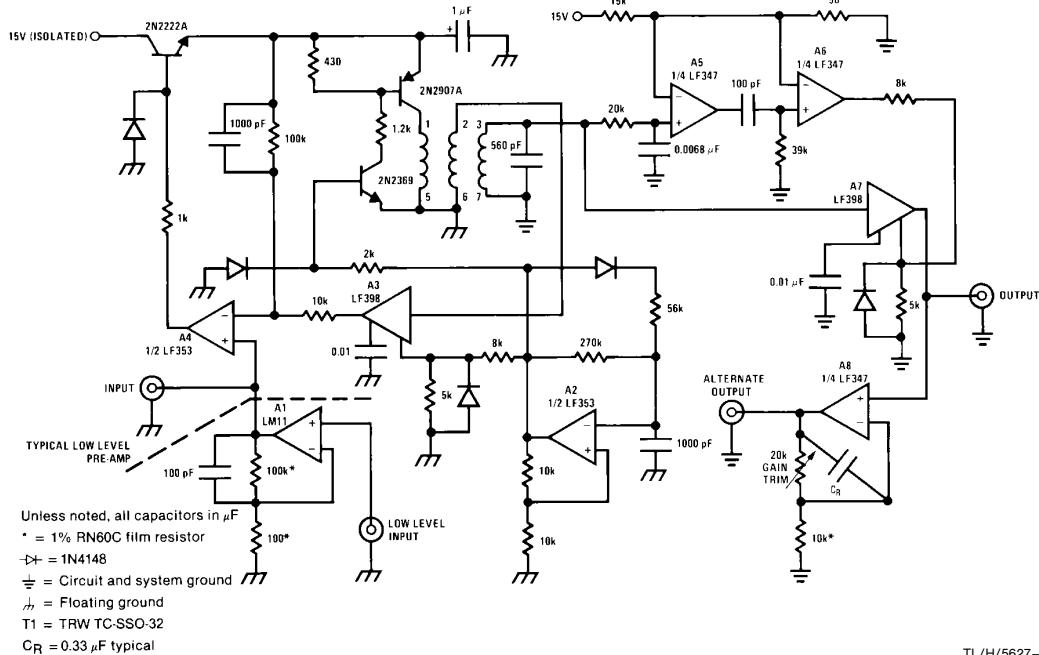 15V (ISOLATED)
2N2222A
1 μF
+
430
2N2907A
1000 pF
100k
1.2k
2N2369
1
2
3
5
6
7
560 pF
1k
15V
15k
A5
1/4 LF347
100 pF
A6
1/4 LF347
8k
20k
0.0068 μF
39k
−
+
−
+
A7
LF398
0.01 μF
5k
OUTPUT
2k
A3
LF398
10k
0.01
A4
1/2 LF353
−
+
56k
8k
270k
5k
A2
1/2 LF353
−
+
1000 pF
10k
10k
INPUT
TYPICAL LOW LEVEL
PRE-AMP
A1
LM11
+
−
100 pF
100k*
100*
LOW LEVEL
INPUT
ALTERNATE
OUTPUT
A8
1/4 LF347
+
−
20k
GAIN
TRIM
CR
10k*
Unless noted, all capacitors in μF
* = 1% RN60C film resistor
= 1N4148
= Circuit and system ground
= Floating ground
T1 = TRW TC-SSO-32
CR = 0.33 μF typical
TL/H/5627–